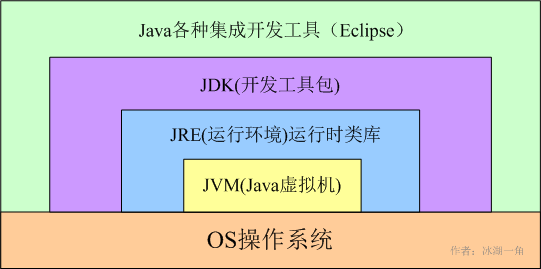 Java各种集成开发工具（Eclipse）
JDK(开发工具包)
JRE(运行环境)运行时类库
JVM(Java虚拟机)
OS操作系统
作者：冰湖一角